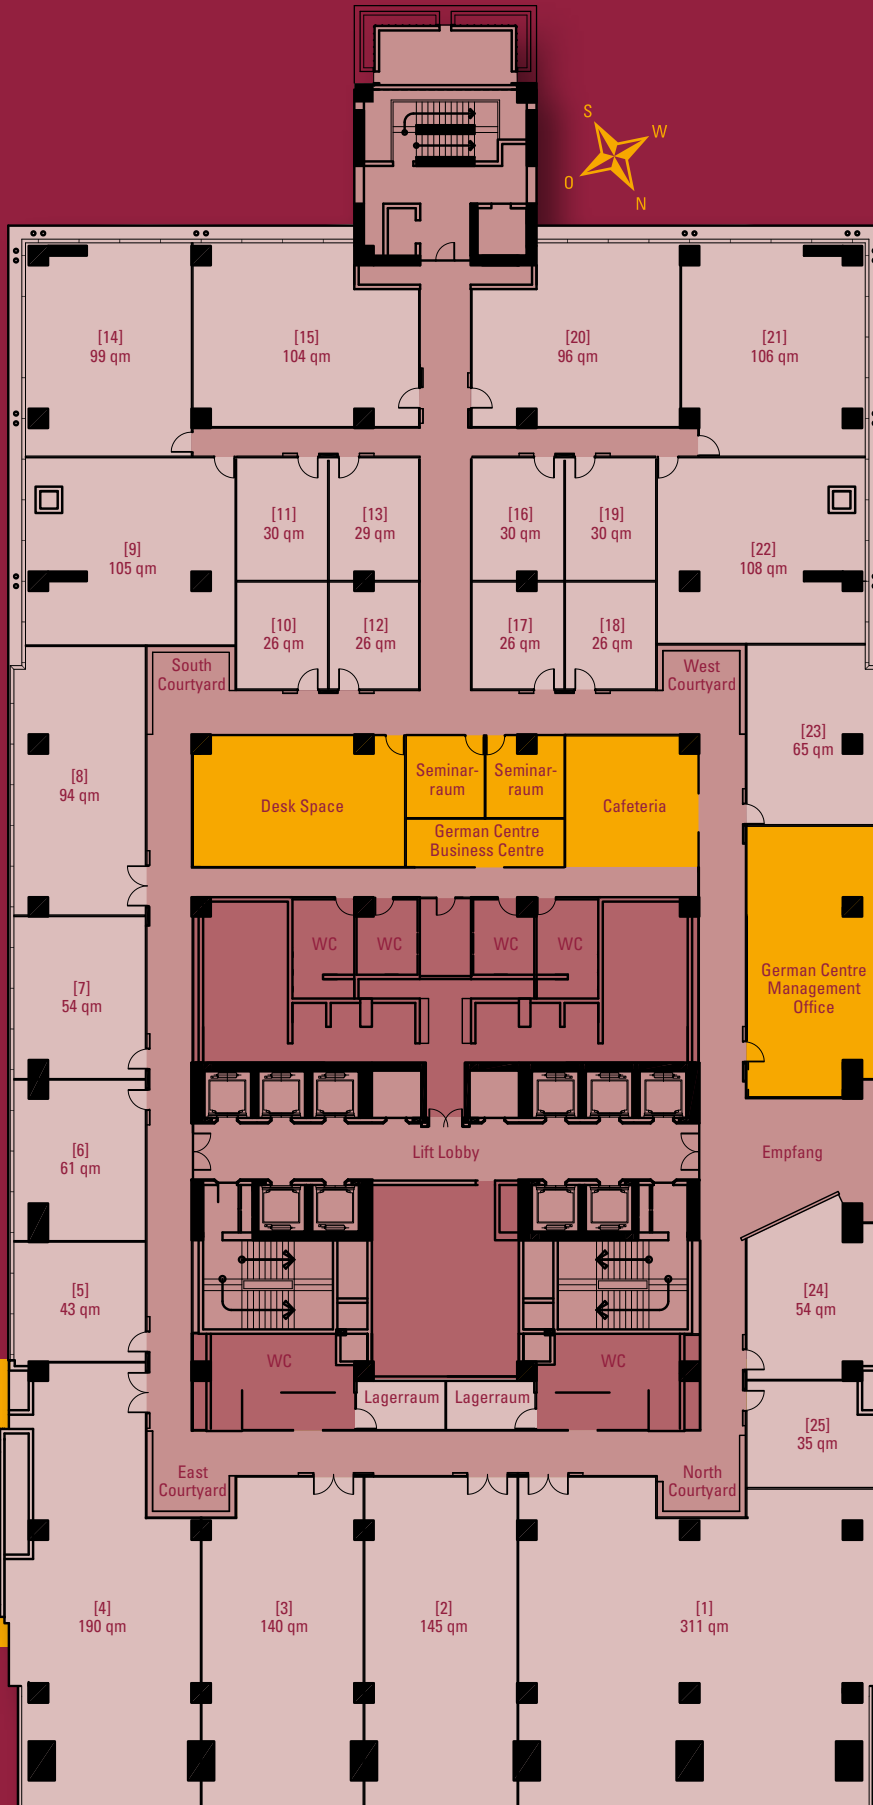 S
W
O
N
[14]
99 qm
[15]
104 qm
[20]
96 qm
[21]
106 qm
[11]
30 qm
[13]
29 qm
[16]
30 qm
[19]
30 qm
[9]
105 qm
[22]
108 qm
[10]
26 qm
[12]
26 qm
[17]
26 qm
[18]
26 qm
South
Courtyard
West
Courtyard
[23]
65 qm
[8]
94 qm
Desk Space
Seminar-
raum
Seminar-
raum
Cafeteria
German Centre
Business Centre
WC
WC
WC
WC
[7]
54 qm
German Centre
Management
Office
[6]
61 qm
Lift Lobby
Empfang
[5]
43 qm
[24]
54 qm
WC
WC
Lagerraum
Lagerraum
[25]
35 qm
East
Courtyard
North
Courtyard
[4]
190 qm
[3]
140 qm
[2]
145 qm
[1]
311 qm